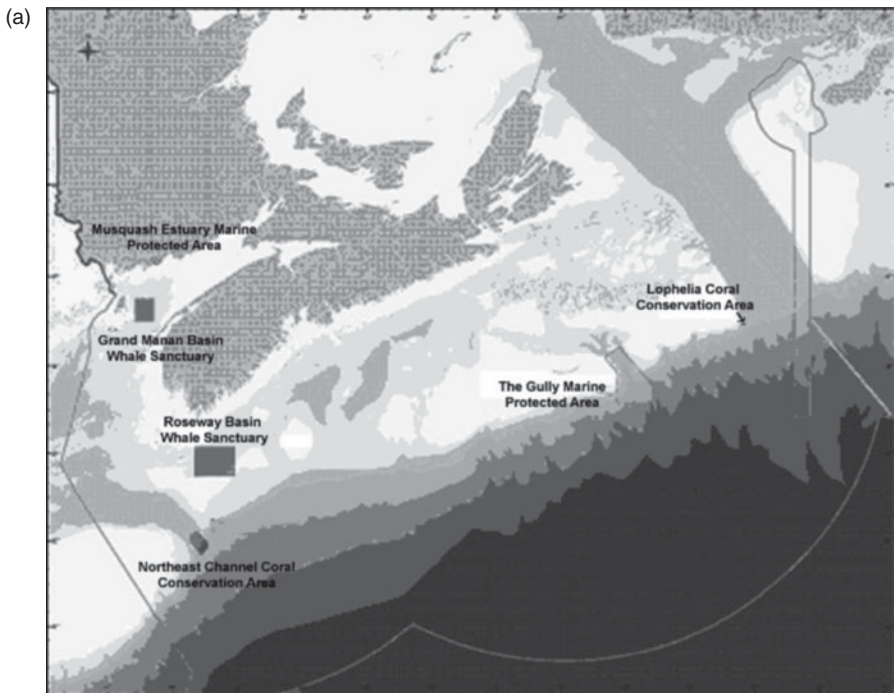 (a)
Musquash Estuary Marine
Protected Area
Lophelia Coral
Conservation Area
Grand Manan Basin
Whale Sanctuary
The Gully Marine
Protected Area
Roseway Basin
Whale Sanctuary
Northeast Channel Coral
Conservation Area